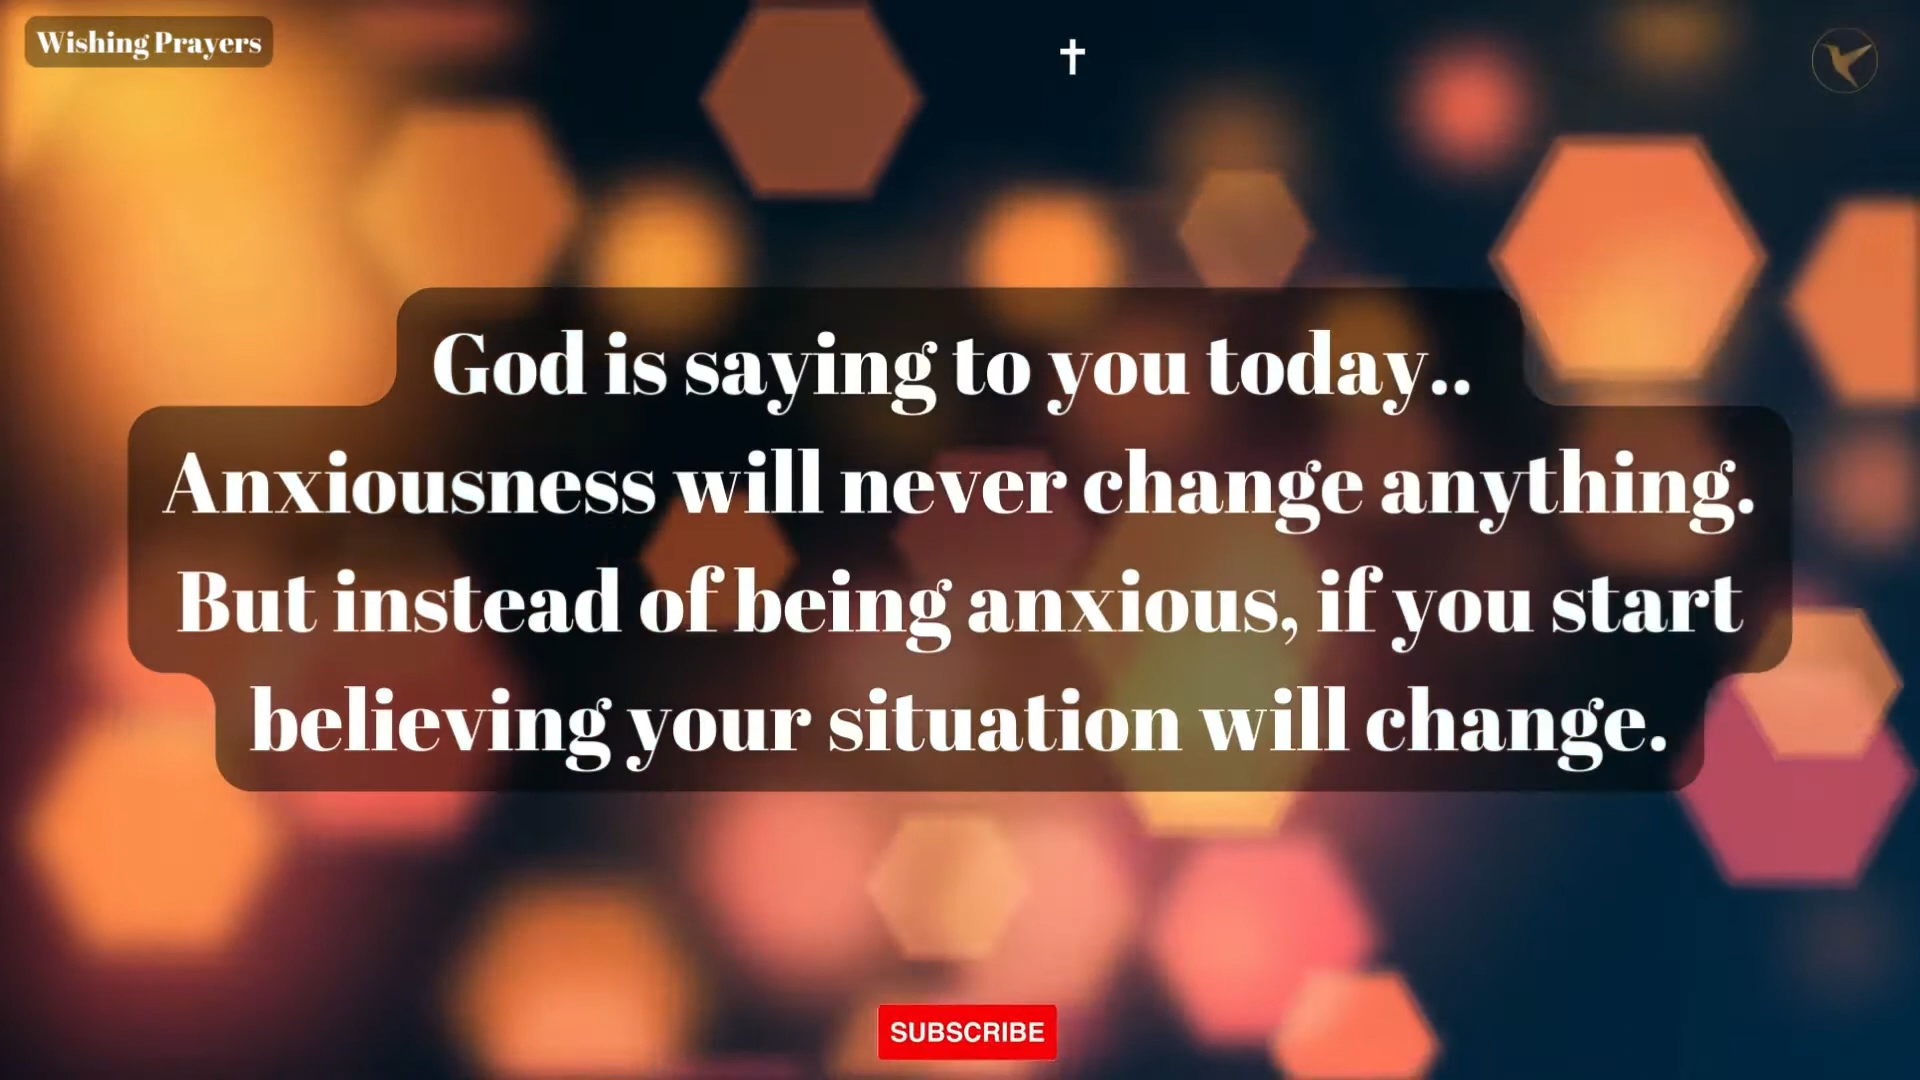 Wishing Prayers
God is saying to you today..
Anxiousness will never change anything.
But instead of being anxious, if you start
believing your situation will change.
SUBSCRIBE